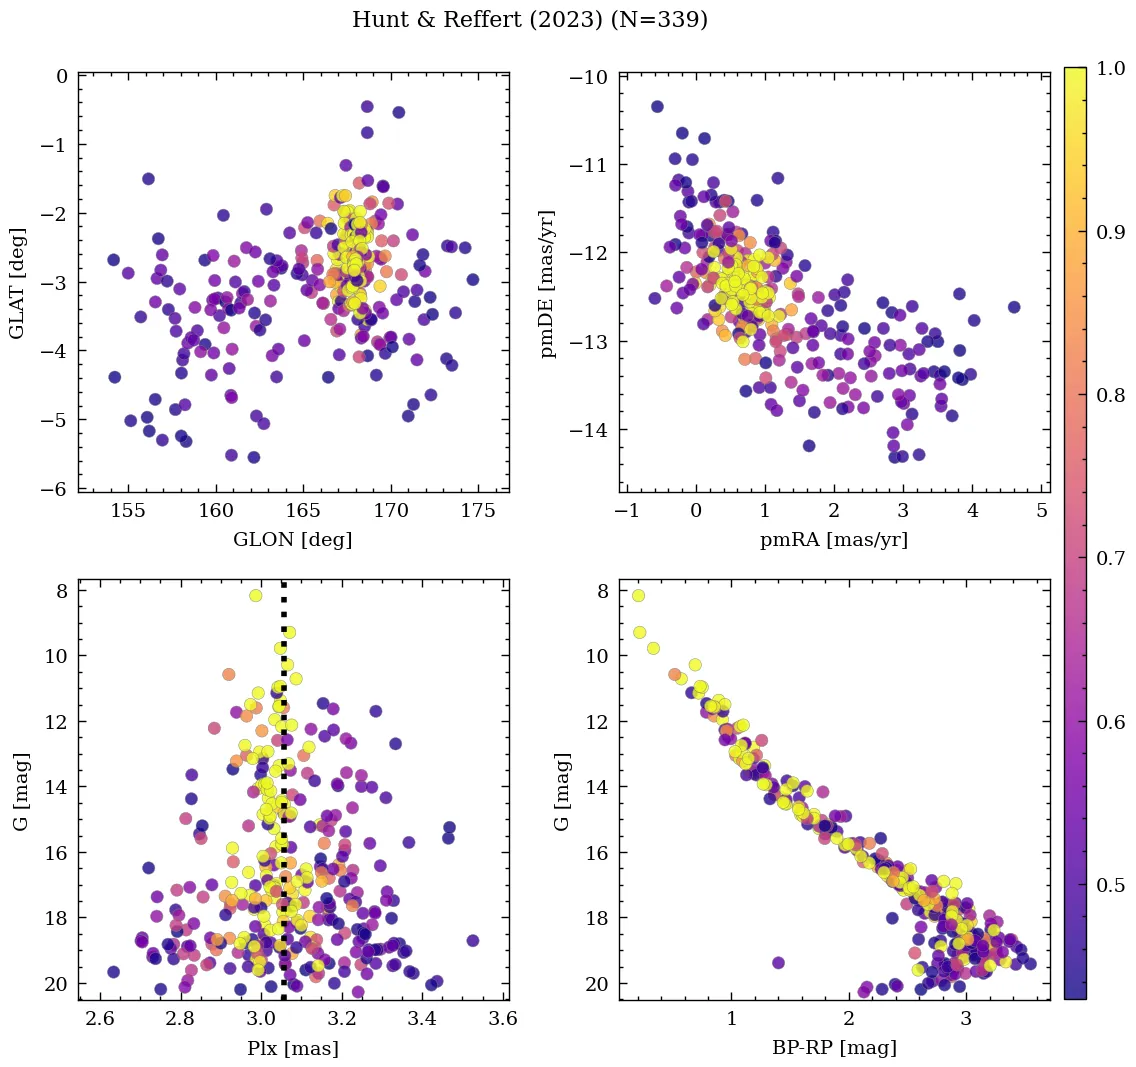 Hunt & Reffert (2023) (N=339)
0
−1
−2
−3
−4
−5
−6
GLAT [deg]
155 160 165 170 175
GLON [deg]
−10
−11
−12
−13
−14
pmDE [mas/yr]
−1 0 1 2 3 4 5
pmRA [mas/yr]
1.0
0.9
0.8
0.7
0.6
0.5
8
10
12
14
16
18
20
G [mag]
2.6 2.8 3.0 3.2 3.4 3.6
Plx [mas]
8
10
12
14
16
18
20
G [mag]
1 2 3
BP-RP [mag]